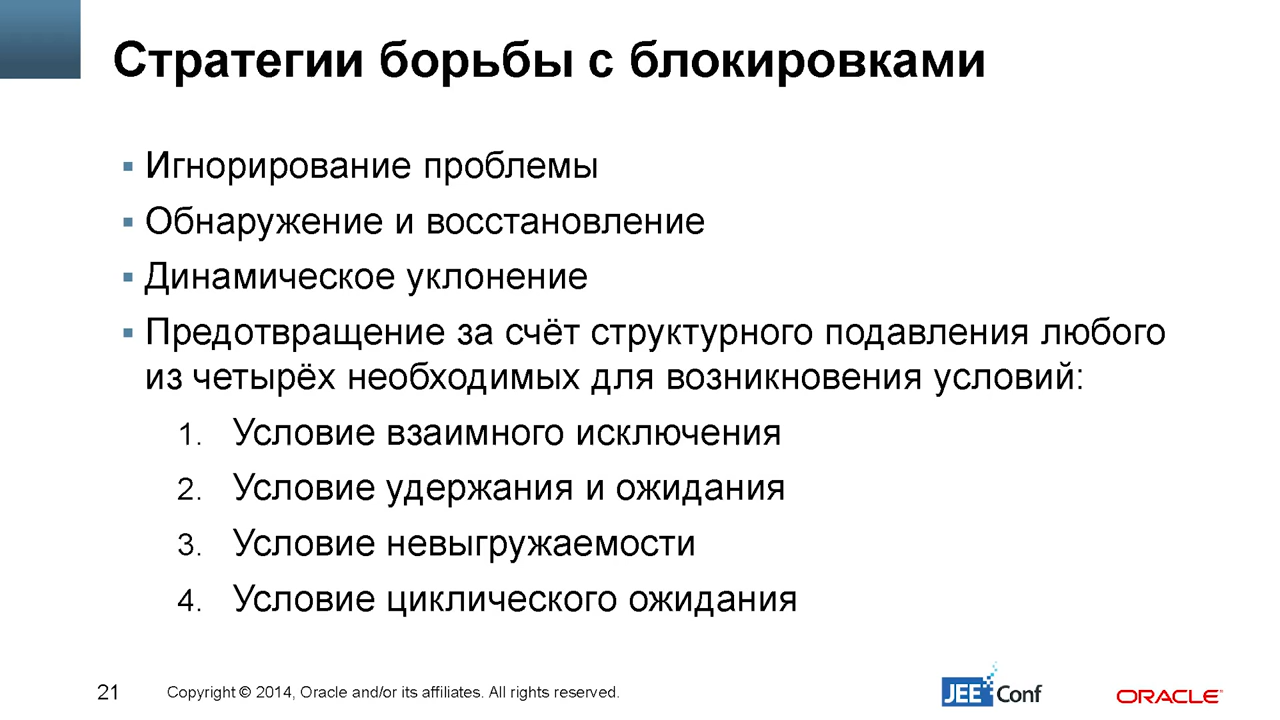 Стратегии борьбы с блокировками
▪ Игнорирование проблемы
▪ Обнаружение и восстановление
▪ Динамическое уклонение
▪ Предотвращение за счёт структурного подавления любого
из четырёх необходимых для возникновения условий:
1. Условие взаимного исключения
2. Условие удержания и ожидания
3. Условие невыгружаемости
4. Условие циклического ожидания
21 Copyright © 2014, Oracle and/or its affiliates. All rights reserved. JEEConf ORACLE